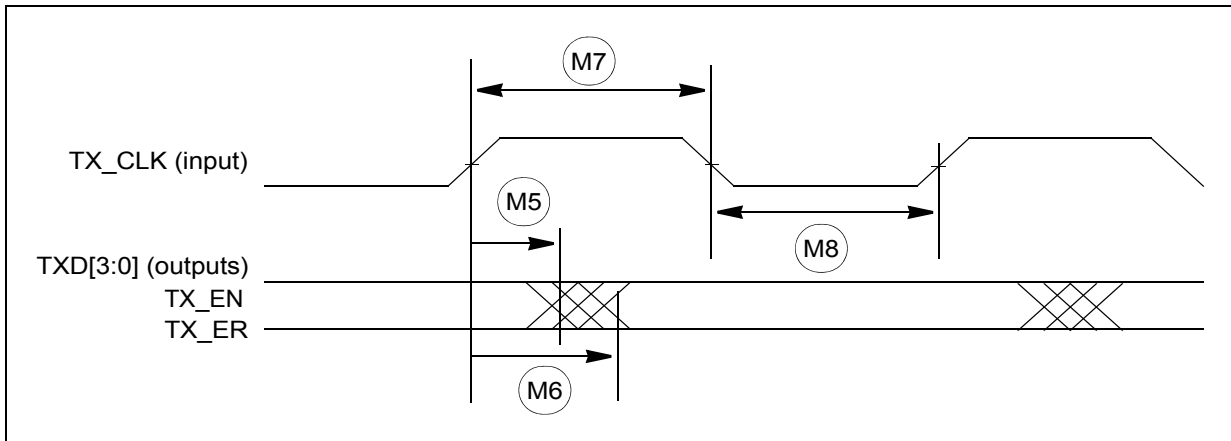 M7
TX_CLK (input)
M5
M8
TXD[3:0] (outputs)
TX_EN
TX_ER
M6